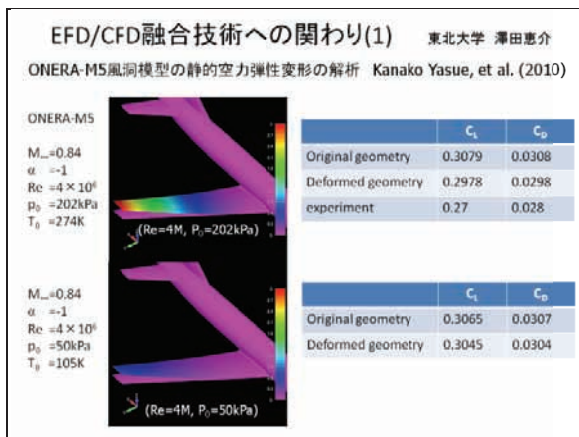 EFD/CFD融合技術への関わり(1) 東北大学 澤田恵介
ONERA-M5風洞模型の静的空力弾性変形の解析 Kanako Yasue, et al. (2010)
ONERA-M5
M∞=0.84
α =-1
Re =4×10⁶
p₀ =202kPa
T₀ =274K
(Re=4M, P₀=202kPa)
C_L C_D
Original geometry 0.3079 0.0308
Deformed geometry 0.2978 0.0298
experiment 0.27 0.028
M∞=0.84
α =-1
Re =4×10⁶
p₀ =50kPa
T₀ =105K
(Re=4M, P₀=50kPa)
C_L C_D
Original geometry 0.3065 0.0307
Deformed geometry 0.3045 0.0304